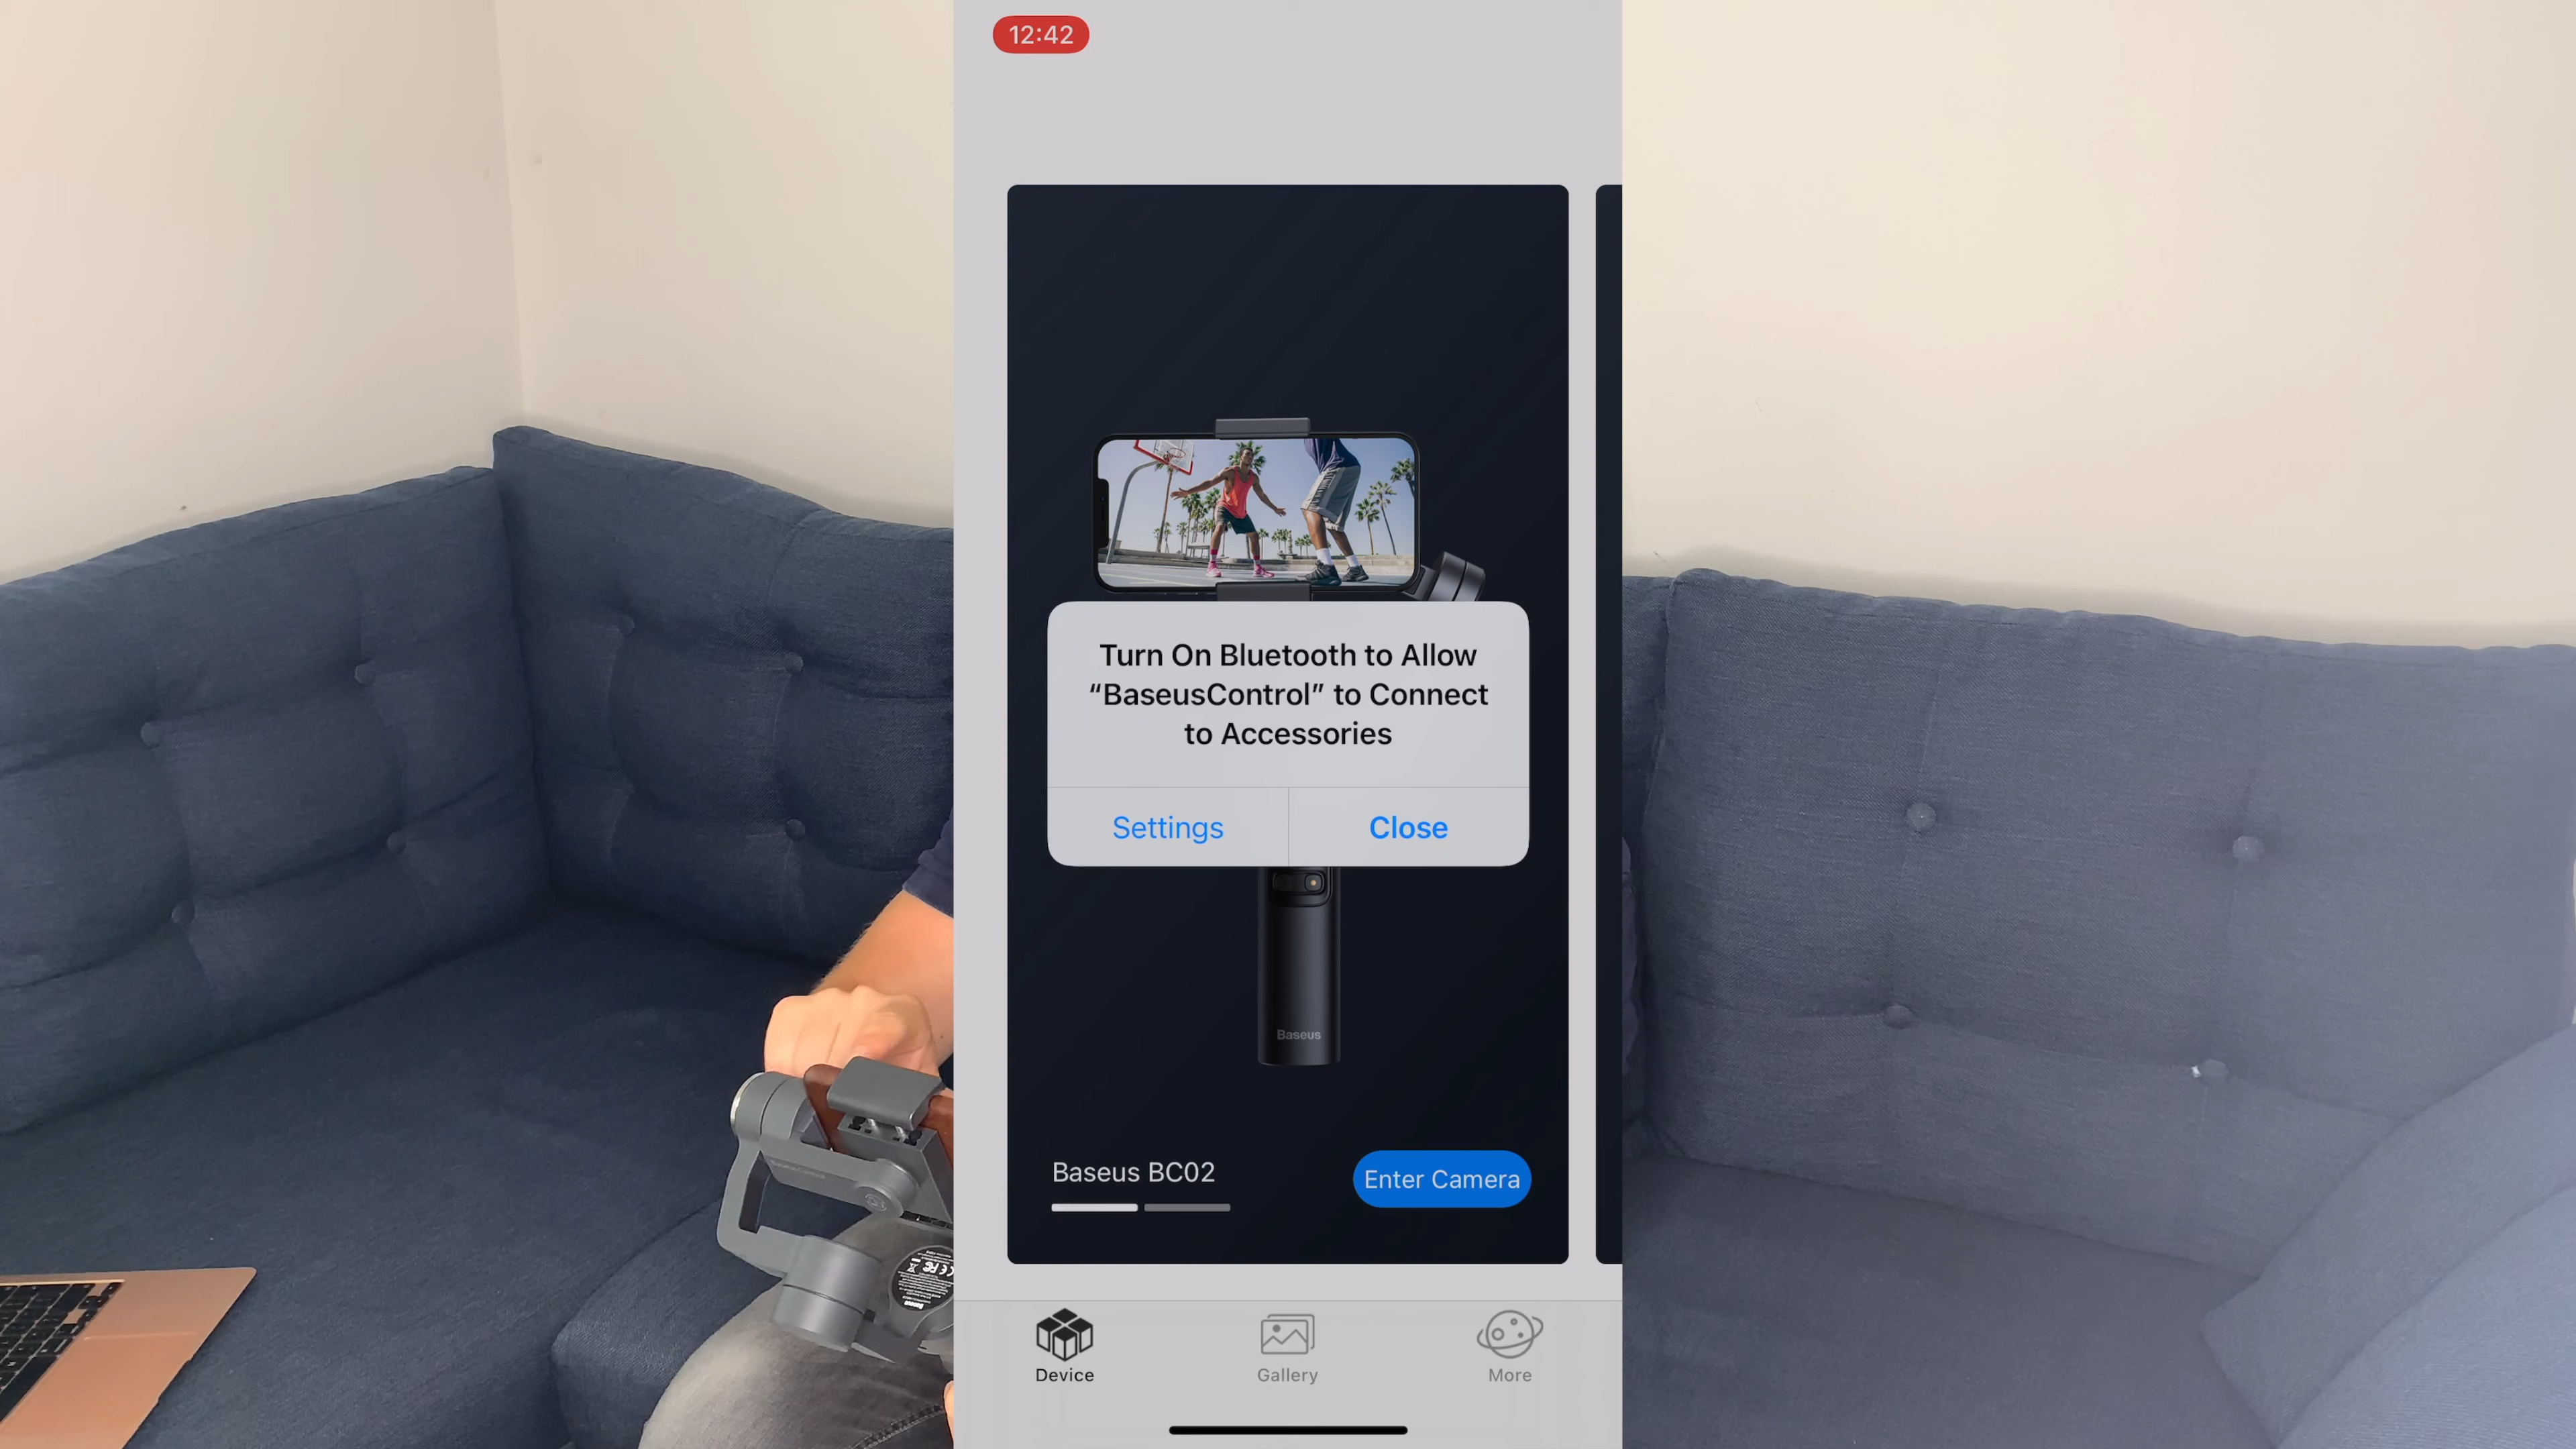 12:42
Turn On Bluetooth to Allow
“BaseusControl” to Connect
to Accessories
Settings
Close
Baseus
Baseus BC02
Enter Camera
Device
Gallery
More
Baseus